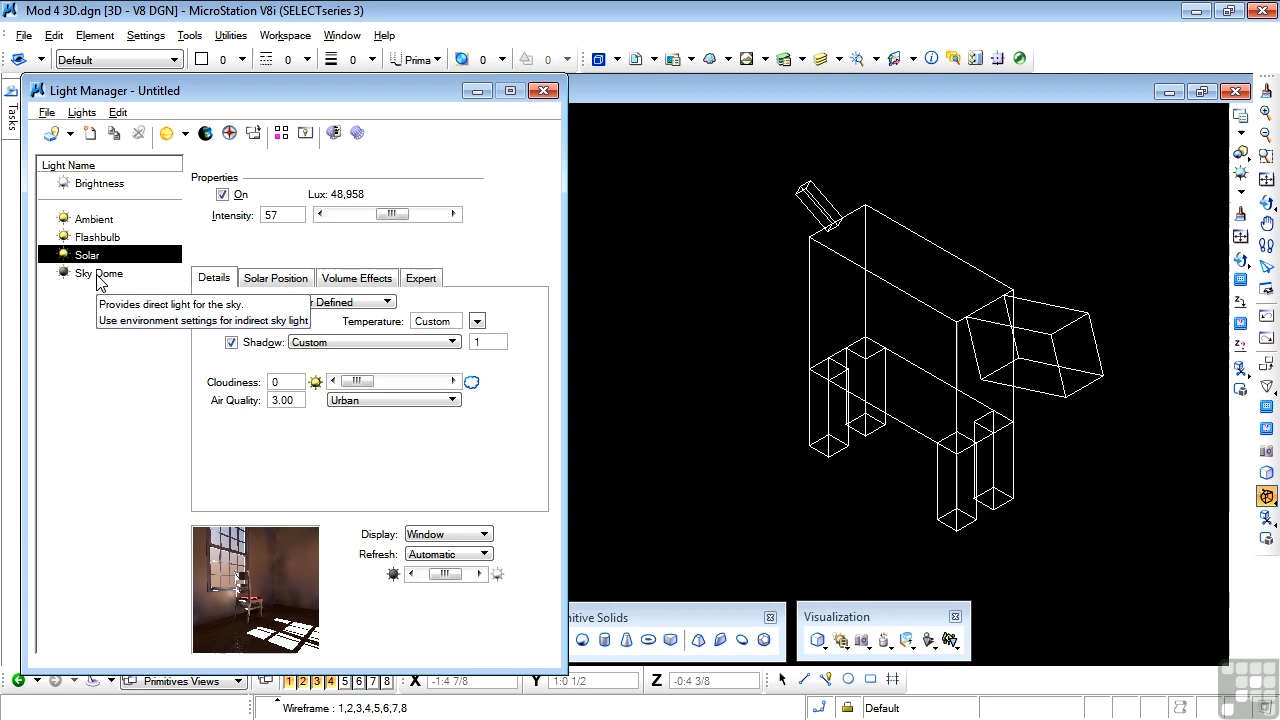 Mod 4 3D.dgn [3D - V8 DGN] - MicroStation V8i (SELECTseries 3)
File Edit Element Settings Tools Utilities Workspace Window Help
Default 0 0 0 Prima 0 0
Tasks
Light Manager - Untitled
File Lights Edit
Light Name
Brightness
Ambient
Flashbulb
Solar
Sky Dome
Provides direct light for the sky.
Use environment settings for indirect sky light
Properties
On Lux: 48,958
Intensity: 57
Details Solar Position Volume Effects Expert
r Defined
Temperature: Custom
Shadow: Custom 1
Cloudiness: 0
Air Quality: 3.00 Urban
Display: Window
Refresh: Automatic
nitive Solids
Visualization
Primitives Views 1 2 3 4 5 6 7 8 X -1:4 7/8 Y 1:0 1/2 Z -0:4 3/8
Wireframe : 1,2,3,4,5,6,7,8 Default